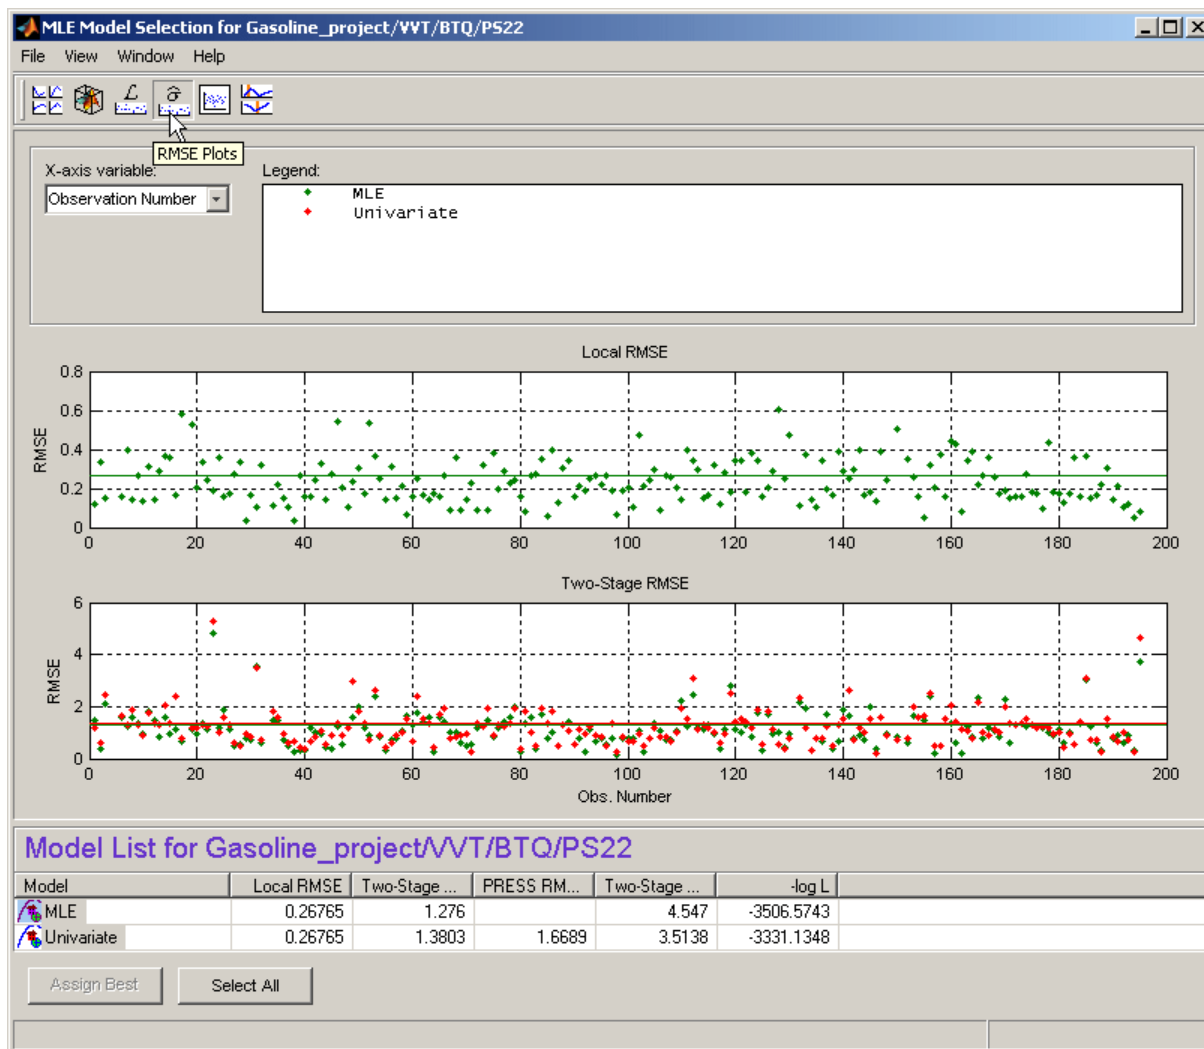 MLE Model Selection for Gasoline_project/VVT/BTQ/PS22
File View Window Help
RMSE Plots
X-axis variable:
Observation Number
Legend:
MLE
Univariate
Local RMSE
RMSE
0.8
0.6
0.4
0.2
0
0 20 40 60 80 100 120 140 160 180 200
Two-Stage RMSE
RMSE
6
4
2
0
0 20 40 60 80 100 120 140 160 180 200
Obs. Number
Model List for Gasoline_project/VVT/BTQ/PS22
Model Local RMSE Two-Stage ... PRESS RM... Two-Stage ... -log L
MLE 0.26765 1.276 4.547 -3506.5743
Univariate 0.26765 1.3803 1.6689 3.5138 -3331.1348
Assign Best Select All